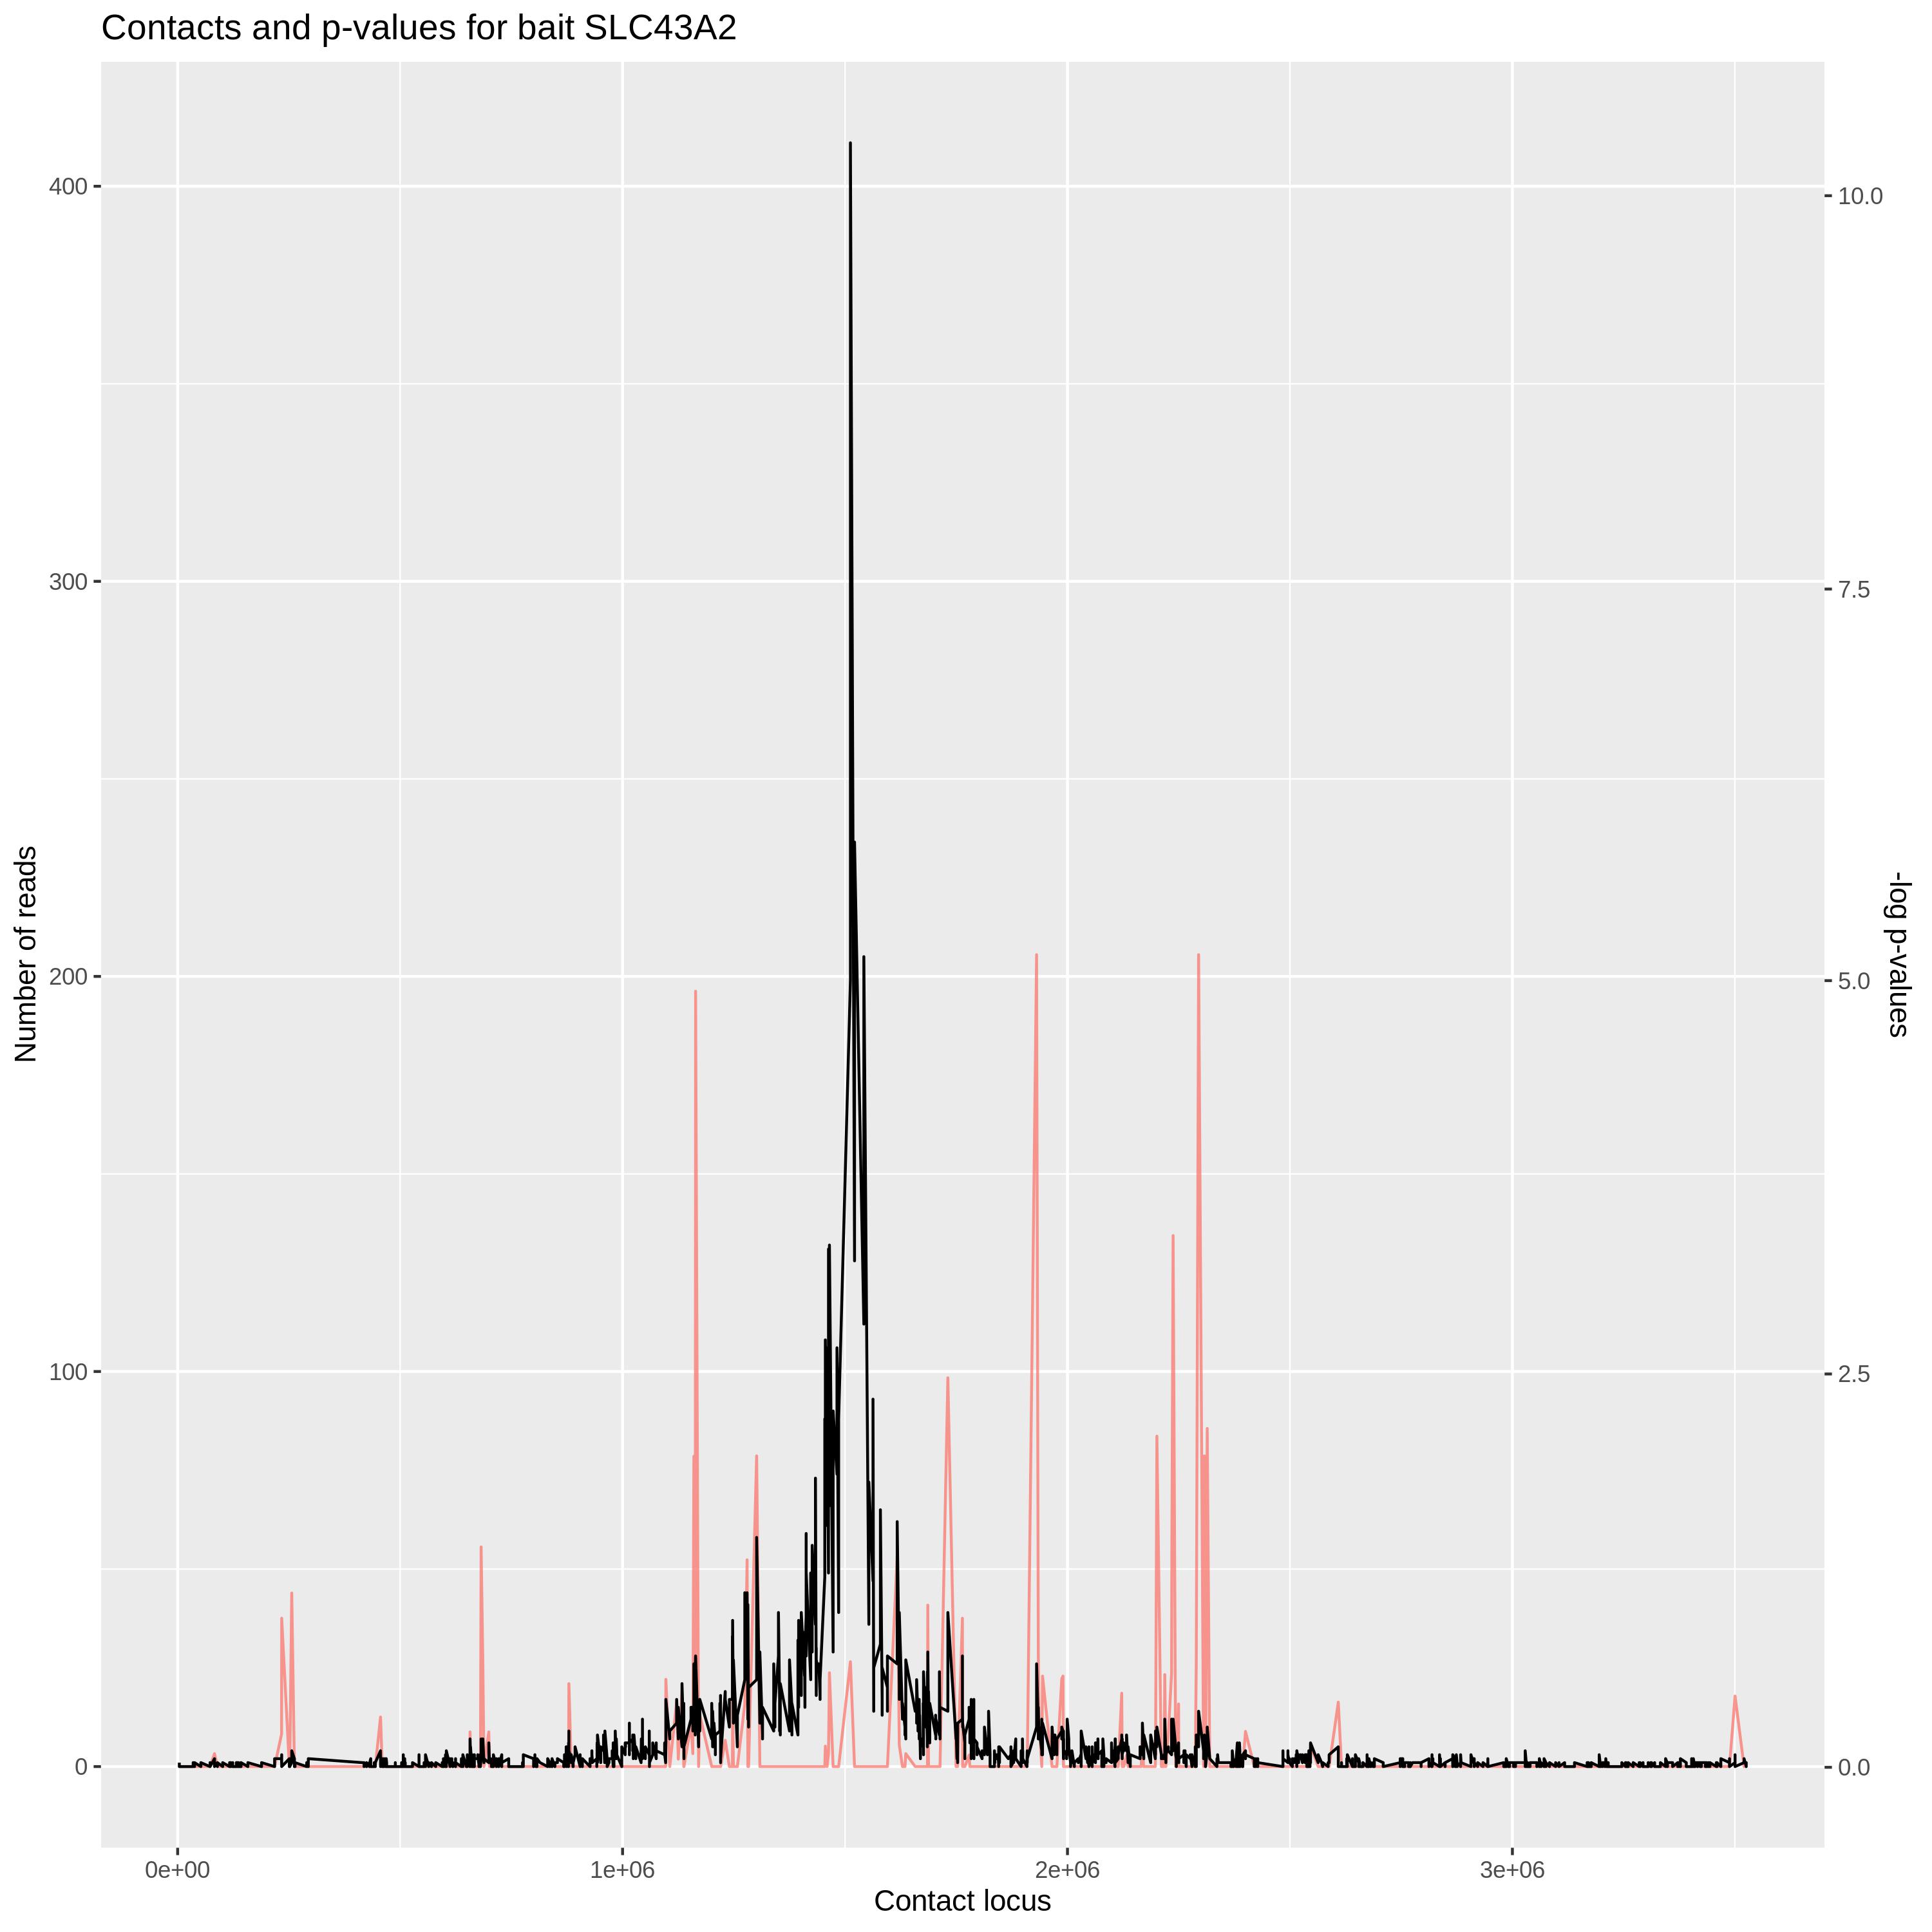 Contacts and p-values for bait SLC43A2
400
300
200
100
0
Number of reads
10.0
7.5
5.0
2.5
0.0
-log p-values
0e+00
1e+06
2e+06
3e+06
Contact locus